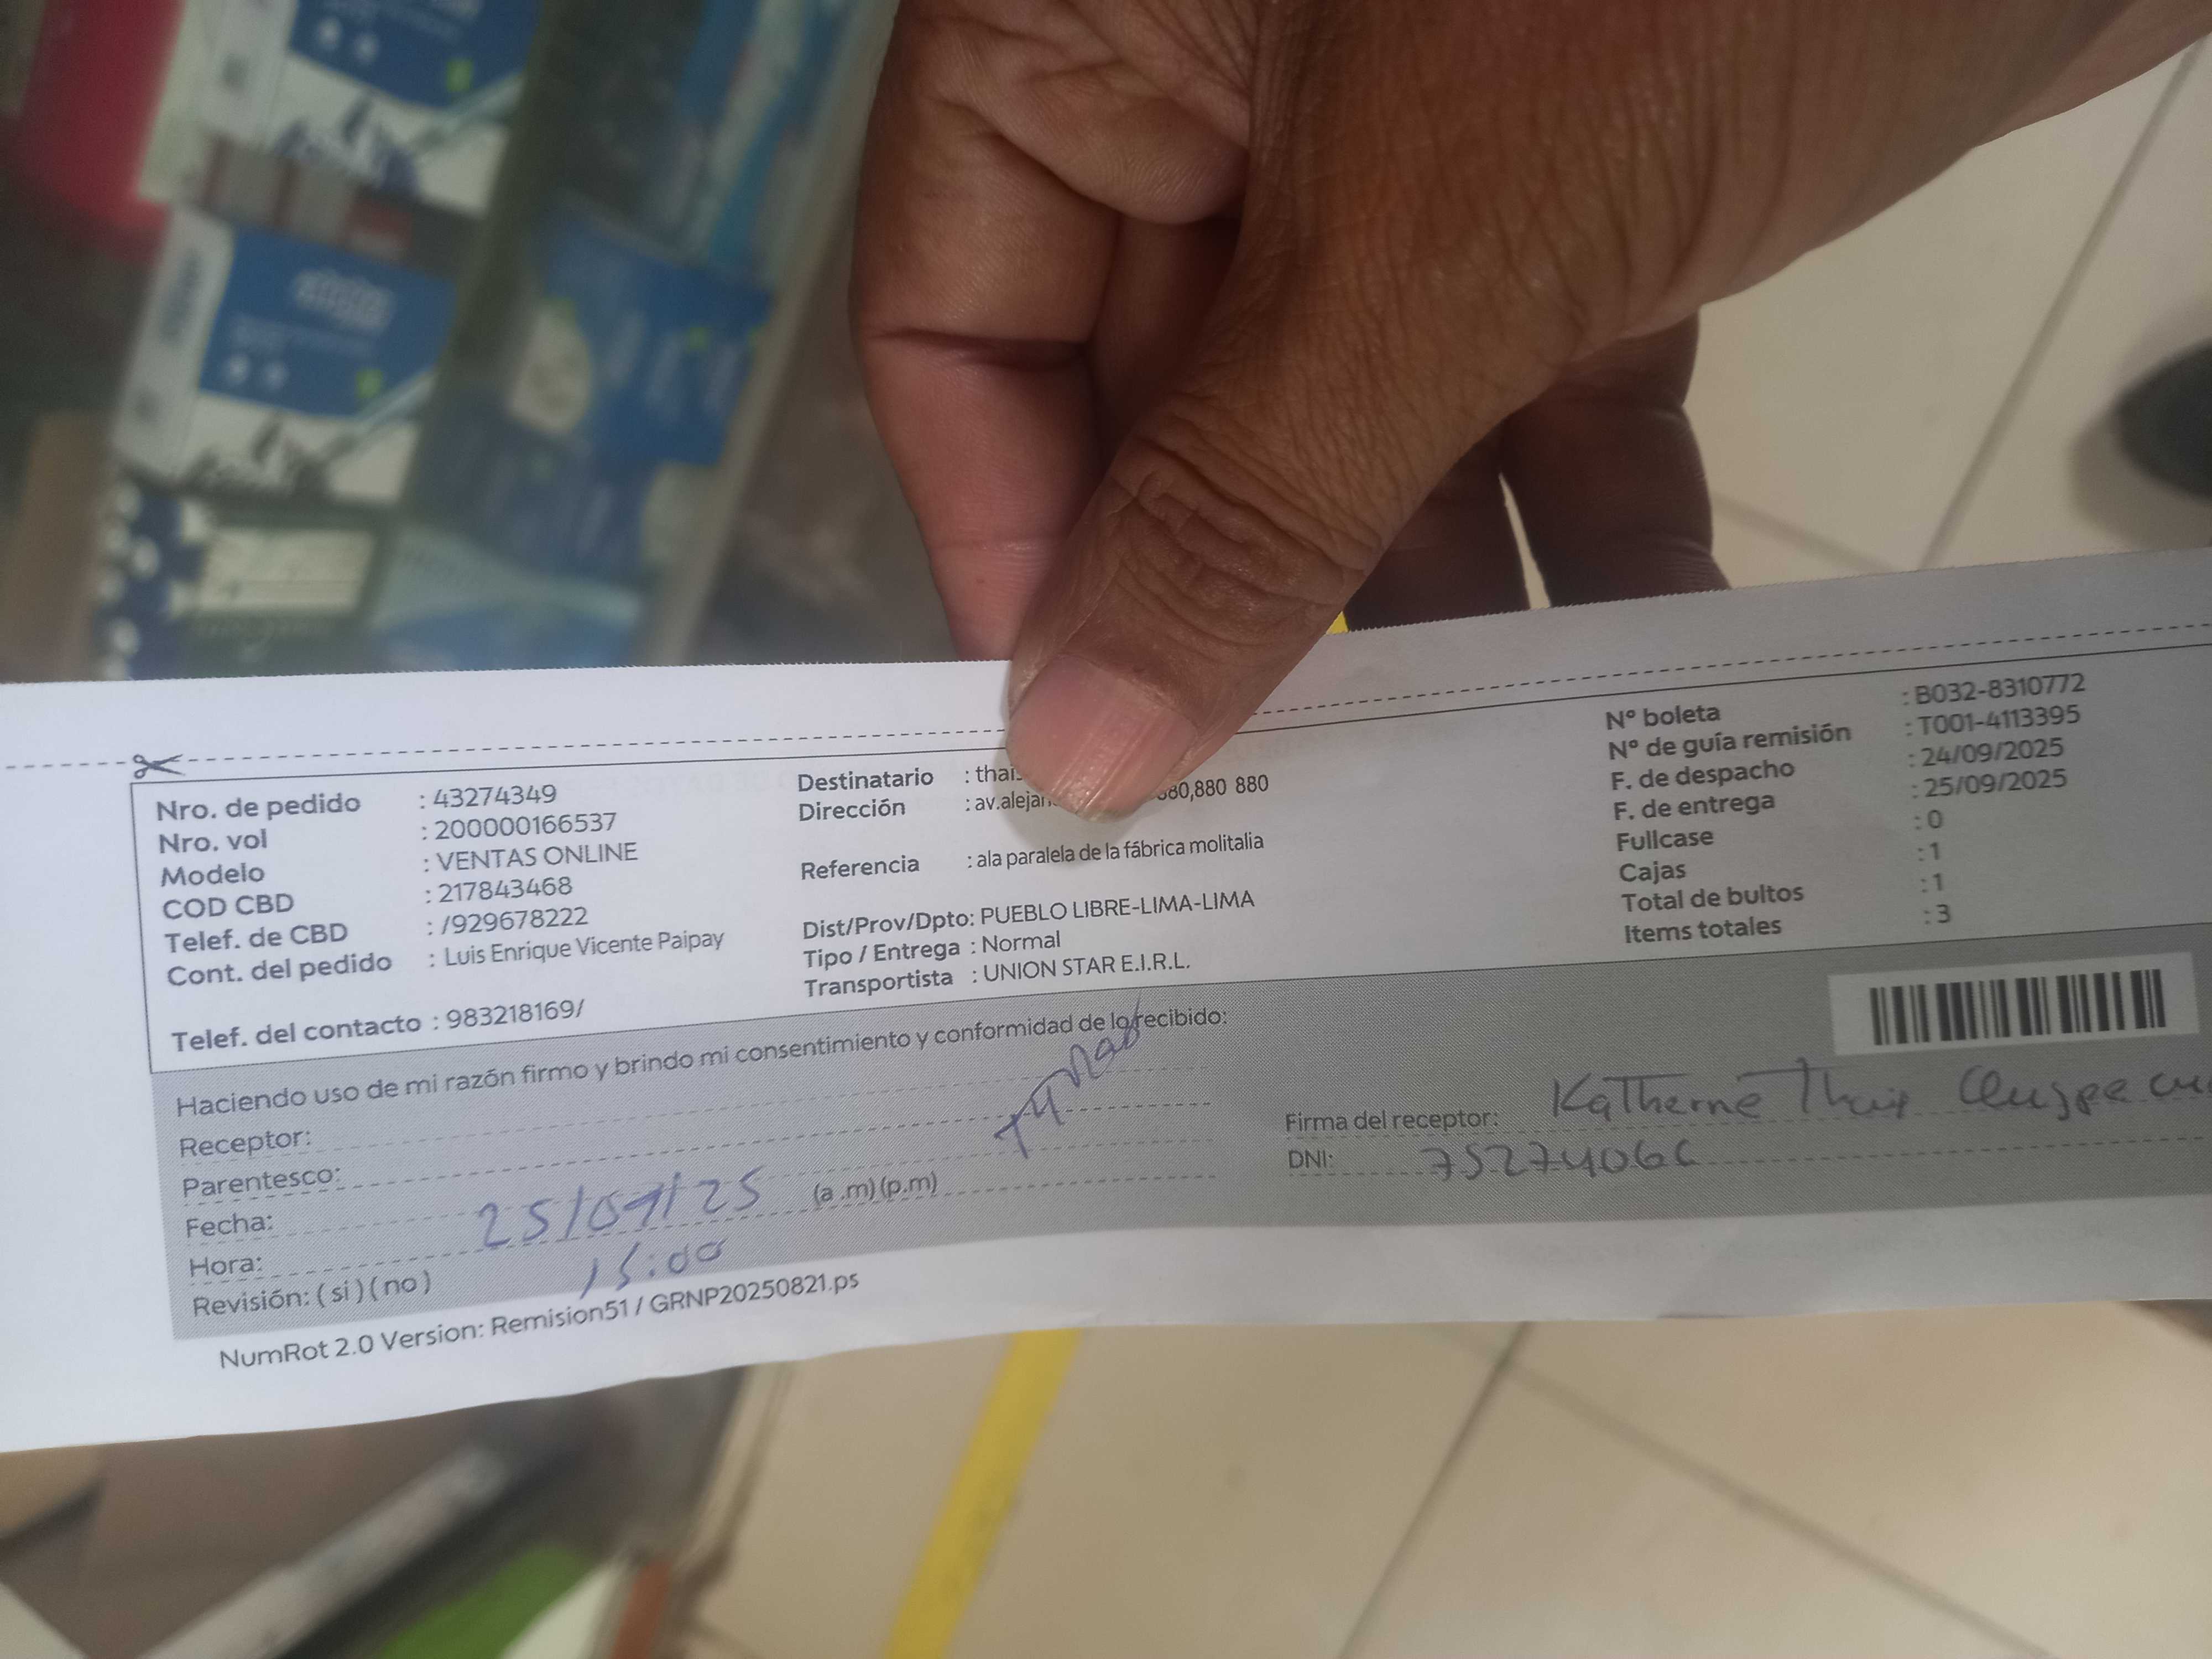 Nro. de pedido : 43274349
Nro. vol : 200000166537
Modelo : VENTAS ONLINE
COD CBD : 217843468
Telef. de CBD : /929678222
Cont. del pedido : Luis Enrique Vicente Paipay
Telef. del contacto : 983218169/
Destinatario : thais
Dirección : av.alejan 880,880 880
Referencia : ala paralela de la fábrica molitalia
Dist/Prov/Dpto: PUEBLO LIBRE-LIMA-LIMA
Tipo / Entrega : Normal
Transportista : UNION STAR E.I.R.L.
N° boleta : B032-8310772
N° de guía remisión : T001-4113395
F. de despacho : 24/09/2025
F. de entrega : 25/09/2025
Fullcase : 0
Cajas : 1
Total de bultos : 1
Items totales : 3
Haciendo uso de mi razón firmo y brindo mi consentimiento y conformidad de lo recibido:
Receptor:
Parentesco:
Fecha: 25/09/25 (a .m) (p.m)
Hora: 15:00
Revisión: ( si ) ( no )
Firma del receptor: Katherne Thais Quispe
DNI: 75274066
NumRot 2.0 Version: Remision51 / GRNP20250821.ps